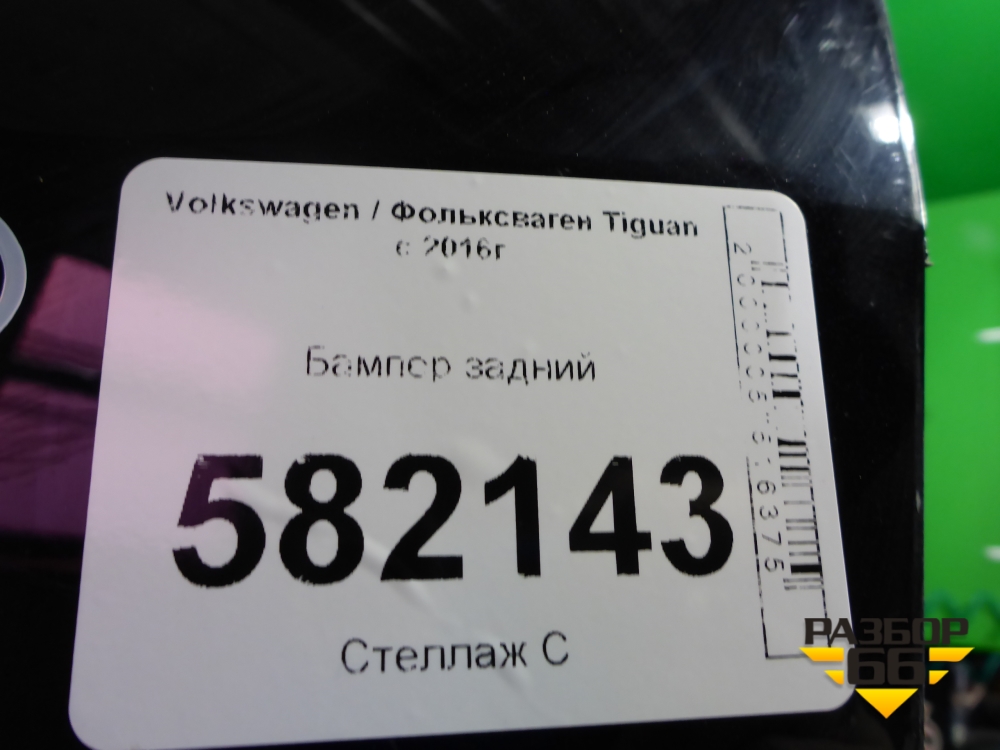 Volkswagen / Фольксваген Tiguan
с 2016г
Бампер задний
582143
Стеллаж С
РАЗБОР
66